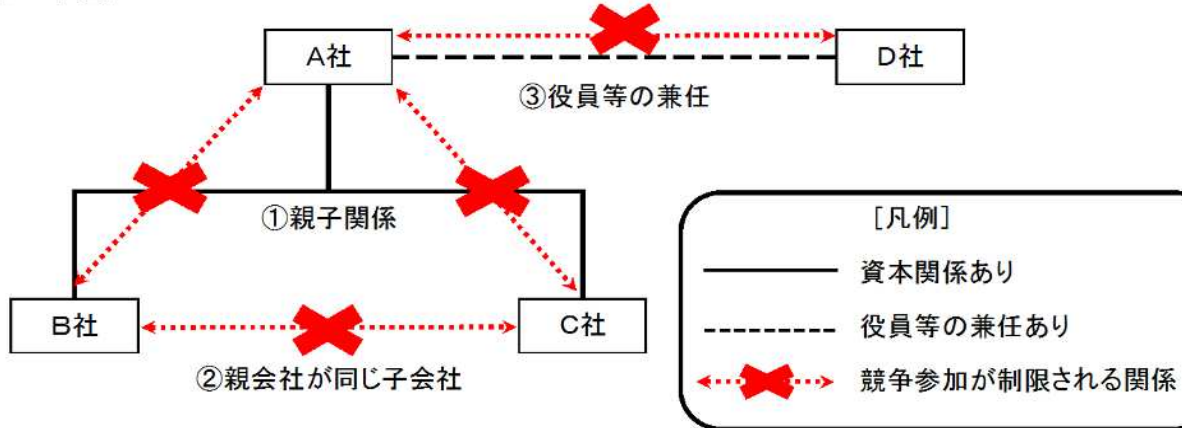 A社
D社
③役員等の兼任
①親子関係
B社
C社
②親会社が同じ子会社
[凡例]
資本関係あり
役員等の兼任あり
競争参加が制限される関係